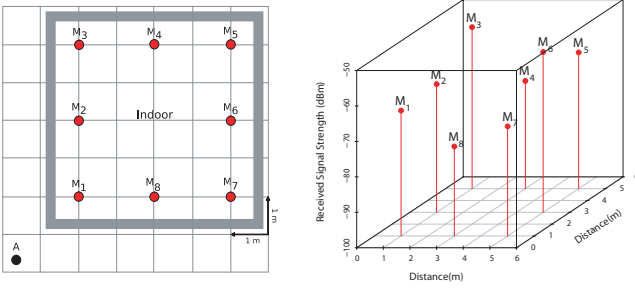 M3
M4
M5
M2
Indoor
M6
M1
M8
M7
1 m
1 m
A
M3
M6
M5
M2
M4
M1
M7
M8
Received Signal Strength (dBm)
−50
−60
−70
−80
−90
−100
0
1
2
3
4
5
6
Distance(m)
0
1
2
3
4
5
Distance(m)